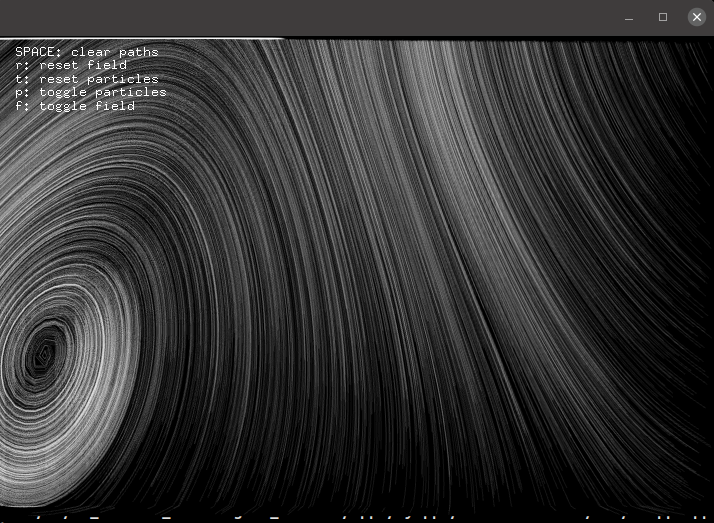 SPACE: clear paths
r: reset field
t: reset particles
p: toggle particles
f: toggle field